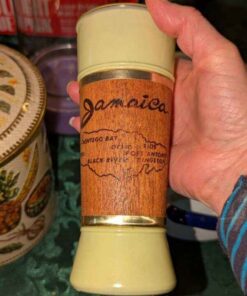 Jamaica
MONTEGO BAY
OCHO RIOS
PORT ANTONIO
BLACK RIVER KINGSTON